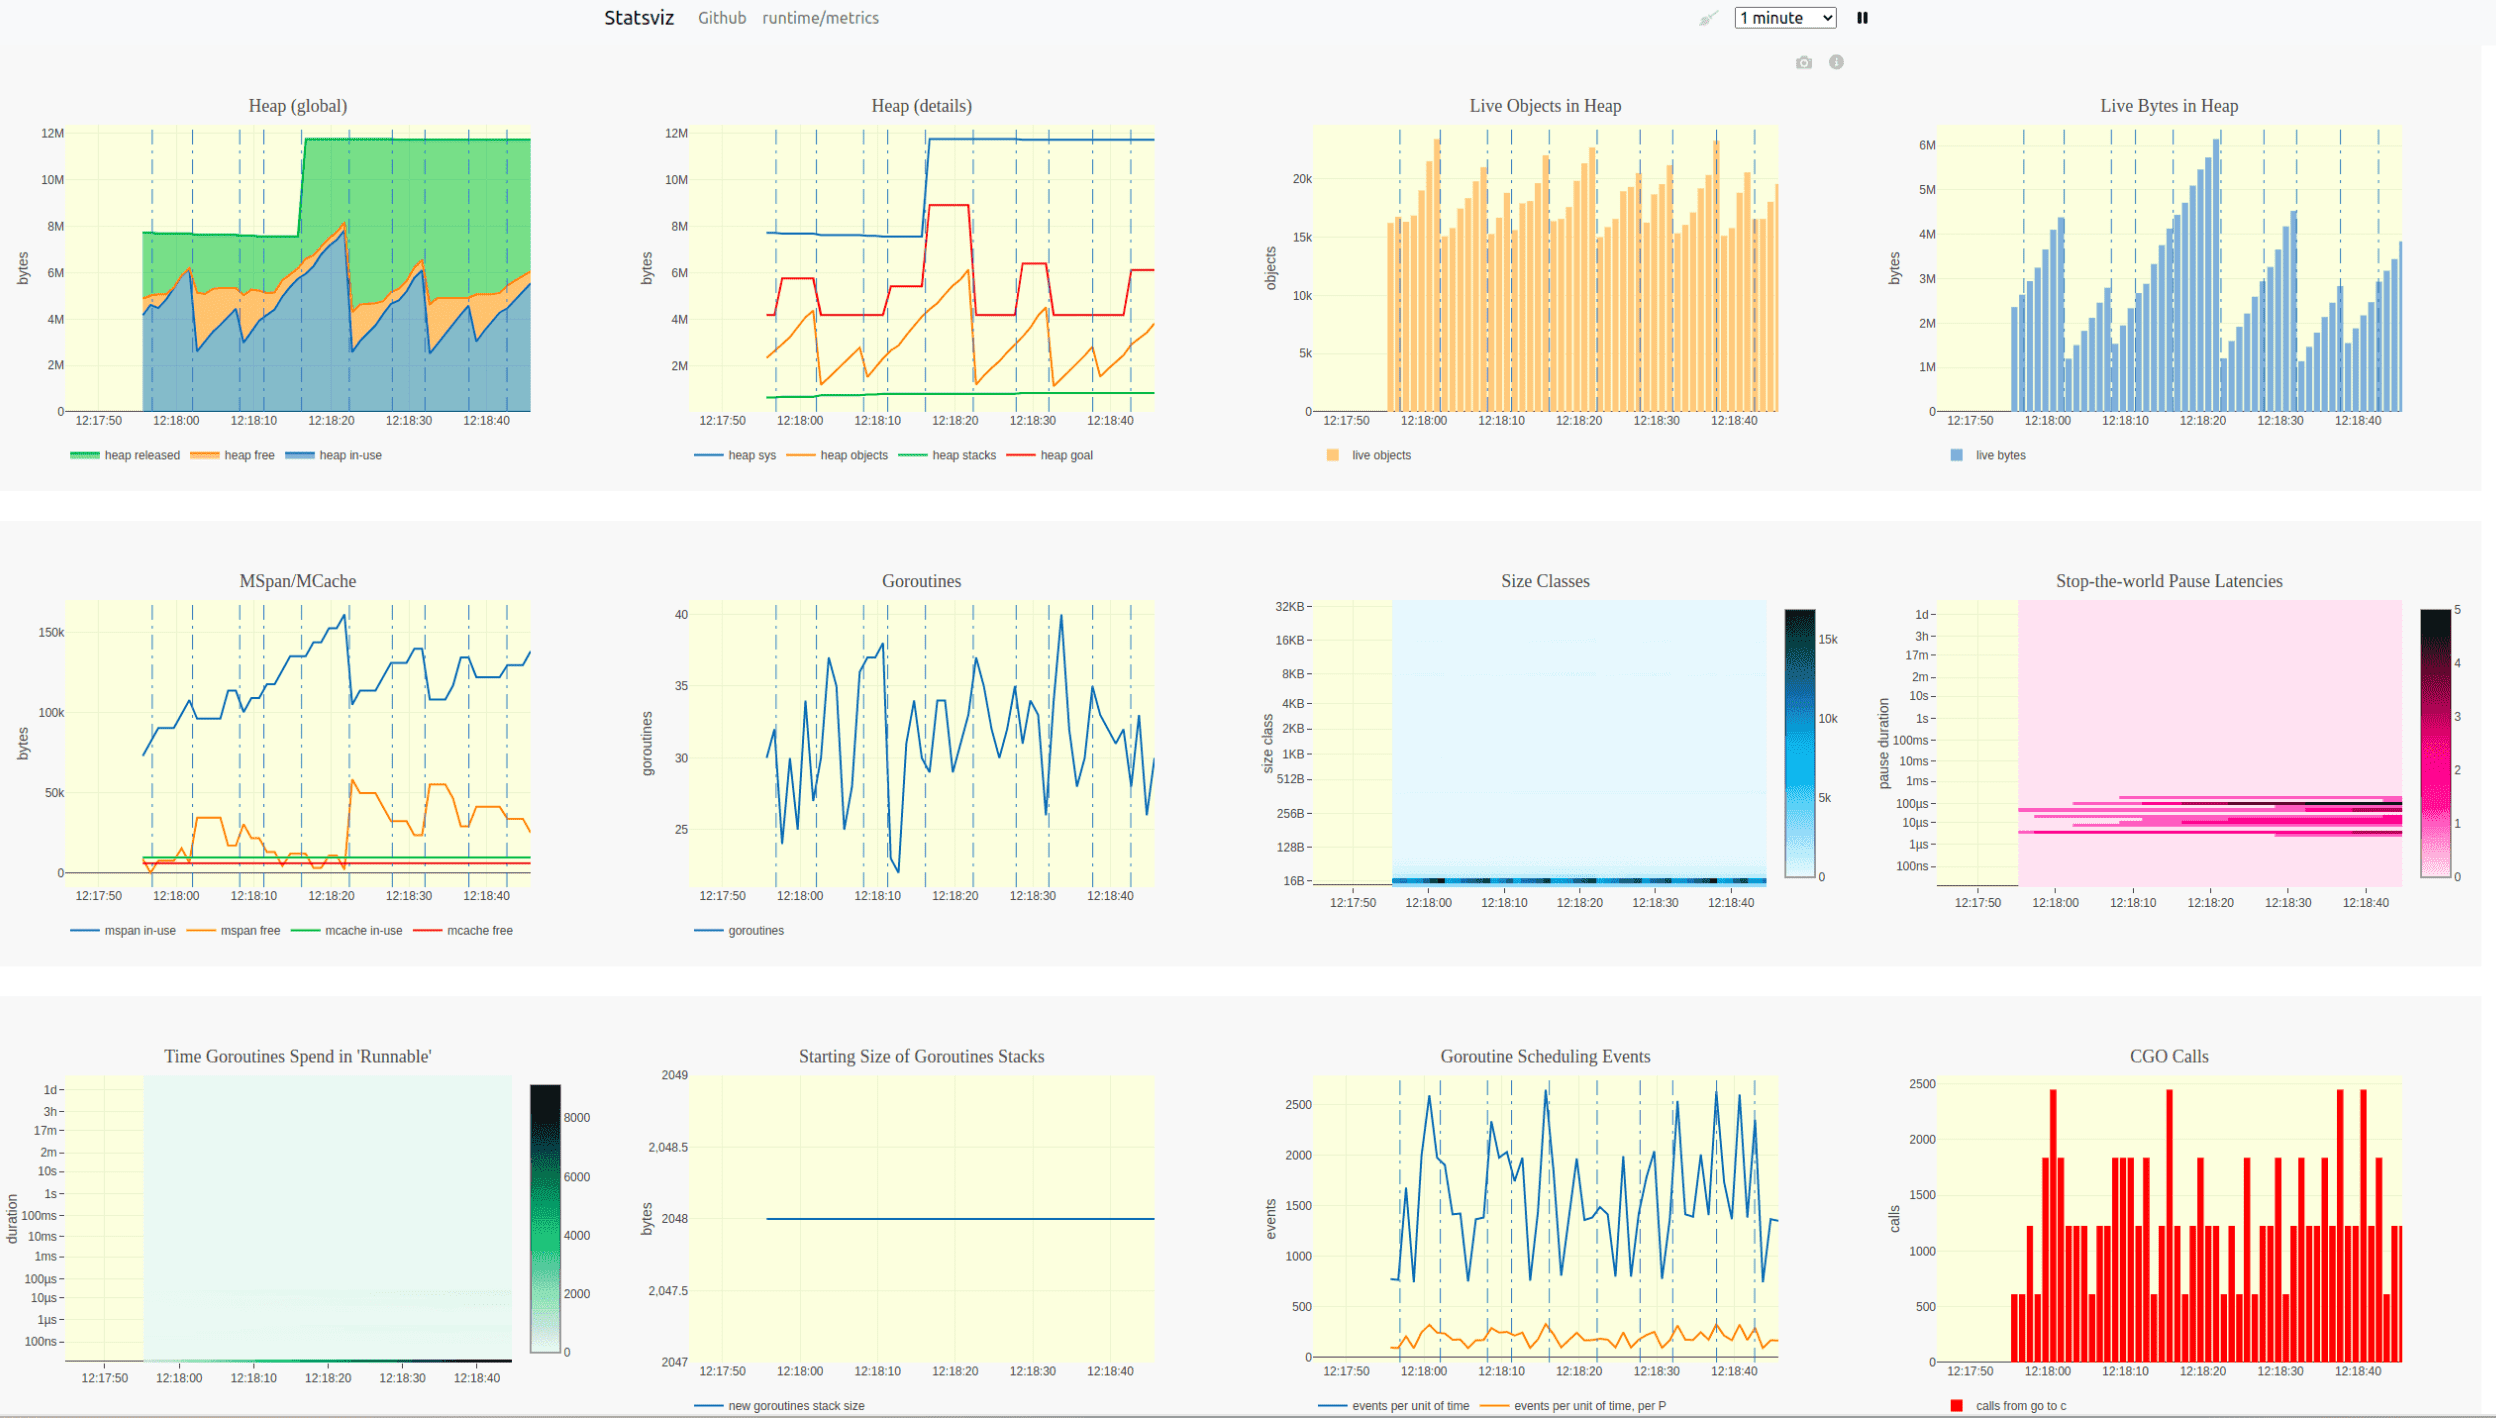 Statsviz Github runtime/metrics 1 minute
Heap (global)
bytes
12M
10M
8M
6M
4M
2M
0
12:17:50 12:18:00 12:18:10 12:18:20 12:18:30 12:18:40
heap released heap free heap in-use
Heap (details)
bytes
12M
10M
8M
6M
4M
2M
12:17:50 12:18:00 12:18:10 12:18:20 12:18:30 12:18:40
heap sys heap objects heap stacks heap goal
Live Objects in Heap
objects
20k
15k
10k
5k
0
12:17:50 12:18:00 12:18:10 12:18:20 12:18:30 12:18:40
live objects
Live Bytes in Heap
bytes
6M
5M
4M
3M
2M
1M
0
12:17:50 12:18:00 12:18:10 12:18:20 12:18:30 12:18:40
live bytes
MSpan/MCache
bytes
150k
100k
50k
0
12:17:50 12:18:00 12:18:10 12:18:20 12:18:30 12:18:40
mspan in-use mspan free mcache in-use mcache free
Goroutines
goroutines
40
35
30
25
12:17:50 12:18:00 12:18:10 12:18:20 12:18:30 12:18:40
goroutines
Size Classes
size class
32KB
16KB
8KB
4KB
2KB
1KB
512B
256B
128B
16B
12:17:50 12:18:00 12:18:10 12:18:20 12:18:30 12:18:40
15k
10k
5k
0
Stop-the-world Pause Latencies
pause duration
1d
3h
17m
2m
10s
1s
100ms
10ms
1ms
100µs
10µs
1µs
100ns
12:17:50 12:18:00 12:18:10 12:18:20 12:18:30 12:18:40
5
4
3
2
1
0
Time Goroutines Spend in 'Runnable'
duration
1d
3h
17m
2m
10s
1s
100ms
10ms
1ms
100µs
10µs
1µs
100ns
12:17:50 12:18:00 12:18:10 12:18:20 12:18:30 12:18:40
8000
6000
4000
2000
0
Starting Size of Goroutines Stacks
bytes
2049
2,048.5
2048
2,047.5
2047
12:17:50 12:18:00 12:18:10 12:18:20 12:18:30 12:18:40
new goroutines stack size
Goroutine Scheduling Events
events
2500
2000
1500
1000
500
0
12:17:50 12:18:00 12:18:10 12:18:20 12:18:30 12:18:40
events per unit of time events per unit of time, per P
CGO Calls
calls
2500
2000
1500
1000
500
0
12:17:50 12:18:00 12:18:10 12:18:20 12:18:30 12:18:40
calls from go to c